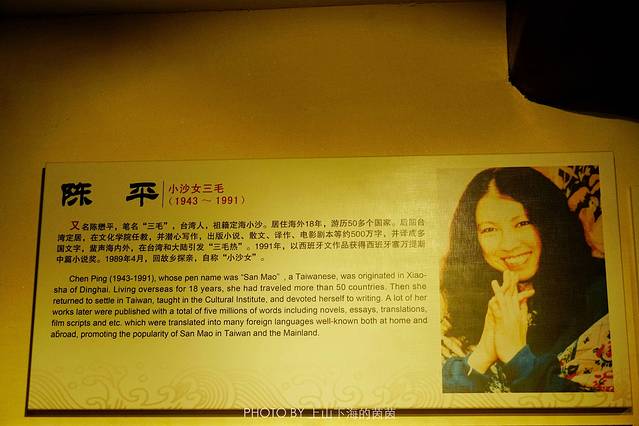 陈 平
小沙女三毛
(1943 ~ 1991)
又名陈懋平，笔名“三毛”，台湾人，祖籍定海小沙。居住海外18年，游历50多个国家。后回台
湾定居，在文化学院任教，并潜心写作，出版小说、散文、译作、电影剧本等约500万字，并译成多
国文字，蜚声海内外，在台湾和大陆引发“三毛热”。1991年，以西班牙文作品获得西班牙塞万提斯
中篇小说奖。1989年4月，回故乡探亲，自称“小沙女”。
Chen Ping (1943-1991), whose pen name was “San Mao”, a Taiwanese, was originated in Xiao-
sha of Dinghai. Living overseas for 18 years, she had traveled more than 50 countries. Then she
returned to settle in Taiwan, taught in the Cultural Institute, and devoted herself to writing. A lot of her
works later were published with a total of five millions of words including novels, essays, translations,
film scripts and etc. which were translated into many foreign languages well-known both at home and
abroad, promoting the popularity of San Mao in Taiwan and the Mainland.
PHOTO BY 上山下海的茵茵